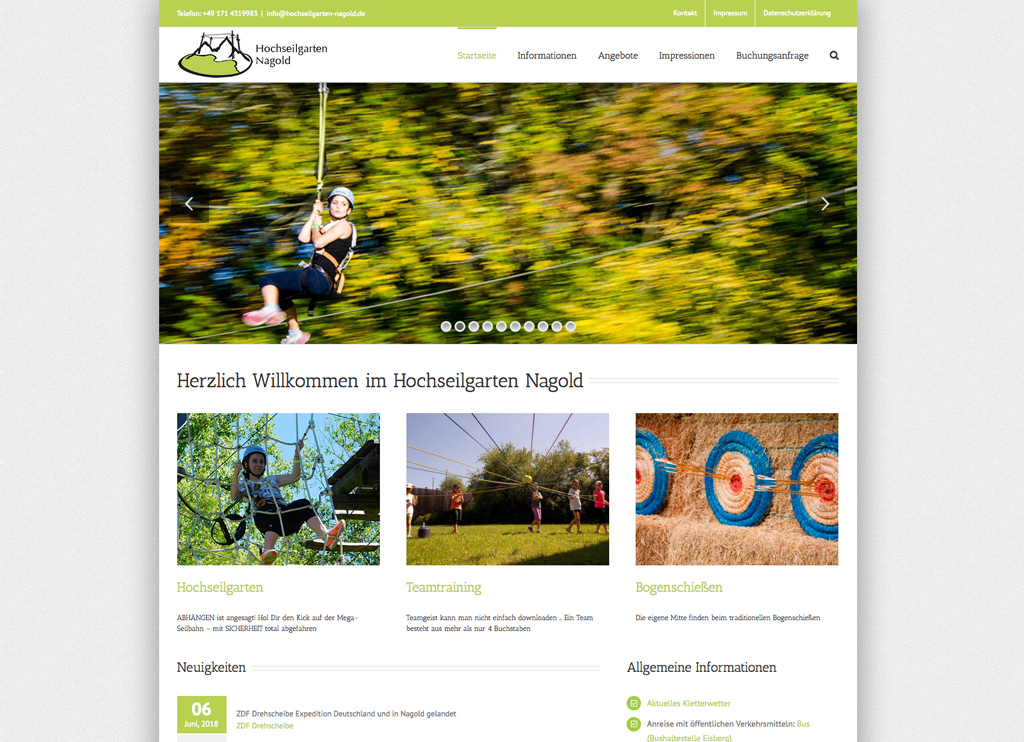 Telefon: +49 171 4319983 | info@hochseilgarten-nagold.de
Kontakt
Impressum
Datenschutzerklärung
Hochseilgarten
Nagold
Startseite
Informationen
Angebote
Impressionen
Buchungsanfrage
Herzlich Willkommen im Hochseilgarten Nagold
Hochseilgarten
ABHÄNGEN ist angesagt! Hol Dir den Kick auf der Mega-
Seilbahn – mit SICHERHEIT total abgefahren
Teamtraining
Teamgeist kann man nicht einfach downloaden … Ein Team
besteht aus mehr als nur 4 Buchstaben
Bogenschießen
Die eigene Mitte finden beim traditionellen Bogenschießen
Neuigkeiten
06
Juni, 2018
ZDF Drehscheibe Expedition Deutschland und in Nagold gelandet
ZDF Drehscheibe
Allgemeine Informationen
Aktuelles Kletterwetter
Anreise mit öffentlichen Verkehrsmitteln: Bus
(Bushaltestelle Eisberg)